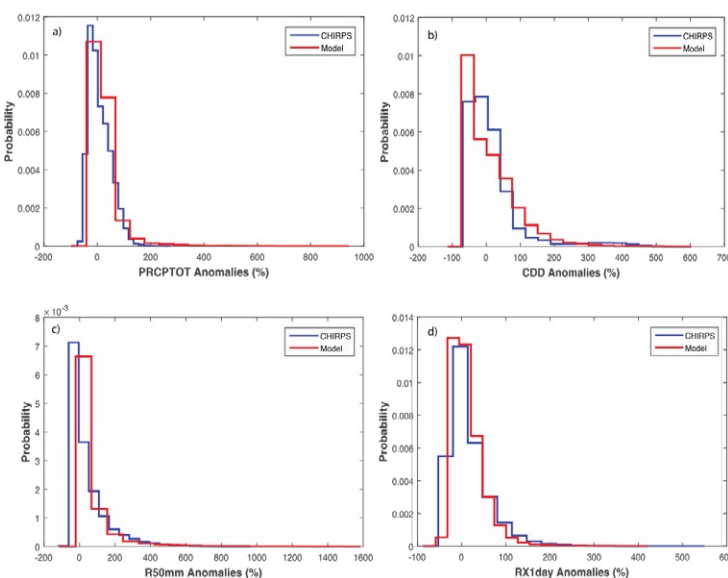 a)
CHIRPS
Model
0.012
0.01
0.008
0.006
0.004
0.002
0
Probability
-200 0 200 400 600 800 1000
PRCPTOT Anomalies (%)
b)
CHIRPS
Model
0.012
0.01
0.008
0.006
0.004
0.002
0
Probability
-200 -100 0 100 200 300 400 500 600 700
CDD Anomalies (%)
c)
CHIRPS
Model
× 10⁻³
8
7
6
5
4
3
2
1
0
Probability
-200 0 200 400 600 800 1000 1200 1400 1600
R50mm Anomalies (%)
d)
CHIRPS
Model
0.014
0.012
0.01
0.008
0.006
0.004
0.002
0
Probability
-100 0 100 200 300 400 500 600
RX1day Anomalies (%)